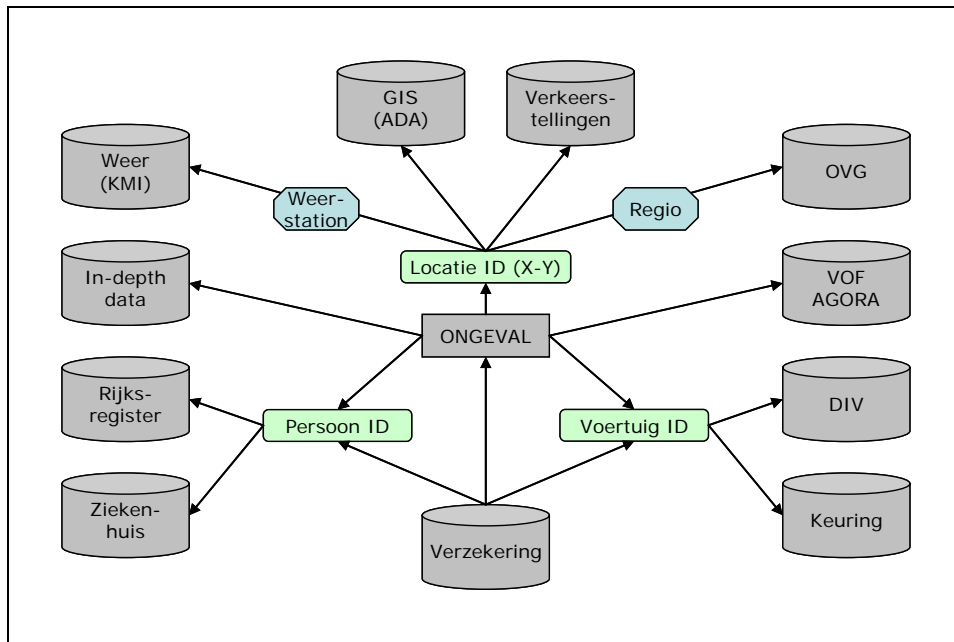 GIS
(ADA)
Verkeers-
tellingen
Weer
(KMI)
OVG
Weer-
station
Regio
Locatie ID (X-Y)
In-depth
data
VOF
AGORA
ONGEVAL
Rijks-
register
DIV
Persoon ID
Voertuig ID
Zieken-
huis
Keuring
Verzekering